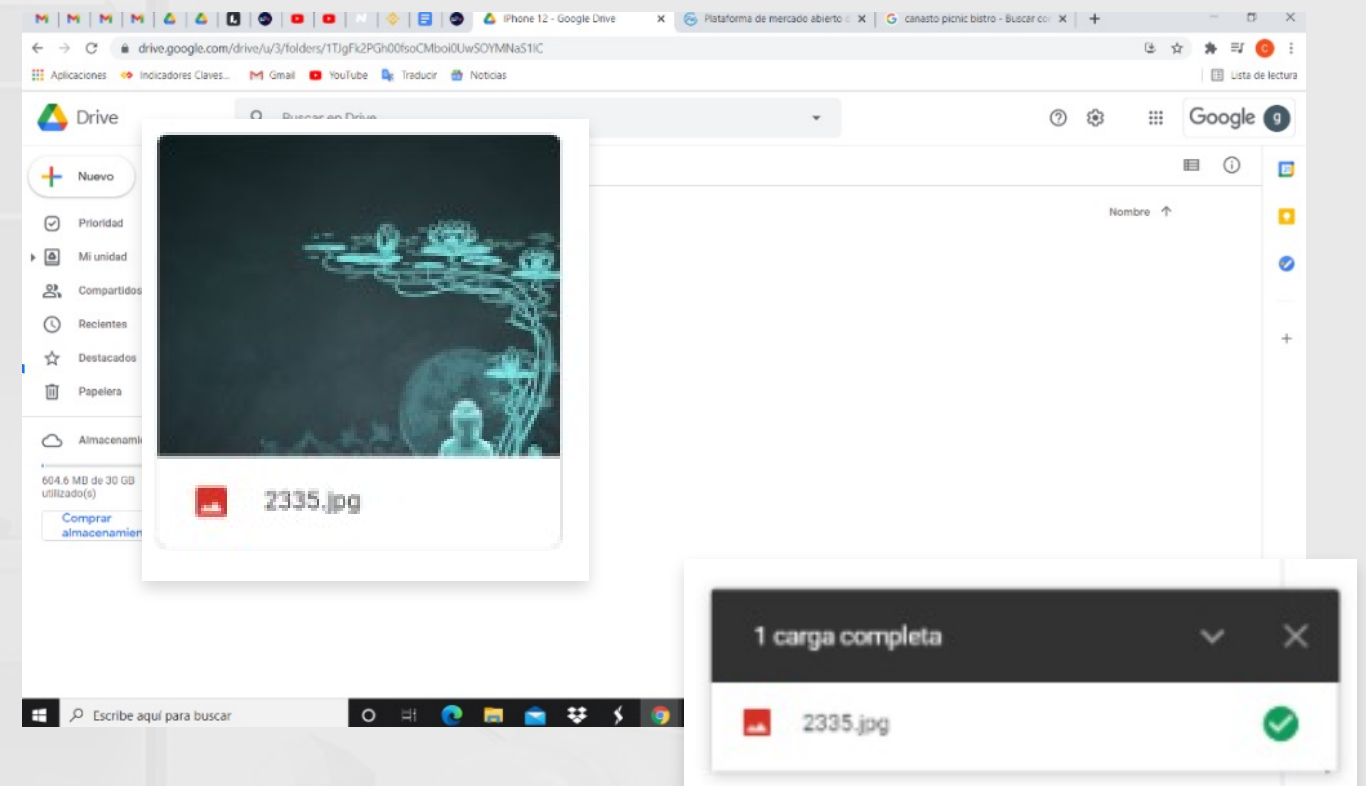 iPhone 12 - Google Drive
Plataforma de mercado abierto
canasto picnic bistro - Buscar co
drive.google.com/drive/u/3/folders/1TJgFk2PGh00fsoCMboi0UwSOYMNaS1IC
Aplicaciones
Indicadores Claves...
Gmail
YouTube
Traducir
Noticias
Lista de lectura
Drive
Buscar en Drive
Google
g
Nuevo
Nombre
Prioridad
Mi unidad
Compartidos
Recientes
Destacados
Papelera
Almacenami
604.6 MB de 30 GB
utilizado(s)
Comprar
almacenamien
2335.jpg
1 carga completa
2335.jpg
Escribe aquí para buscar